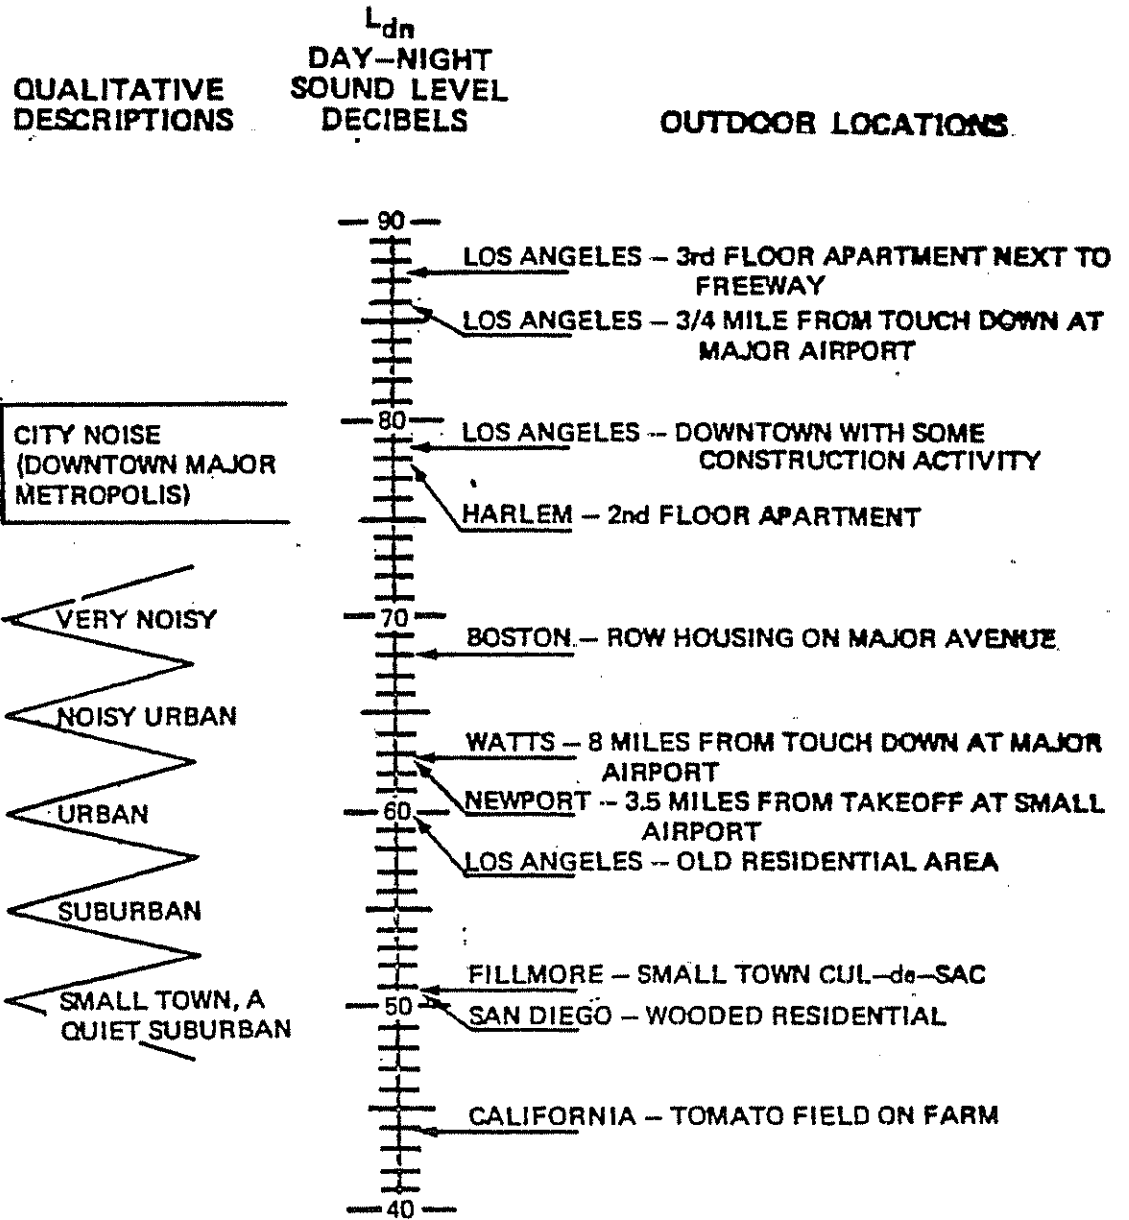 L_dn
DAY–NIGHT
SOUND LEVEL
DECIBELS
QUALITATIVE
DESCRIPTIONS
OUTDOOR LOCATIONS
90
LOS ANGELES – 3rd FLOOR APARTMENT NEXT TO
FREEWAY
LOS ANGELES – 3/4 MILE FROM TOUCH DOWN AT
MAJOR AIRPORT
80
CITY NOISE
(DOWNTOWN MAJOR
METROPOLIS)
LOS ANGELES – DOWNTOWN WITH SOME
CONSTRUCTION ACTIVITY
HARLEM – 2nd FLOOR APARTMENT
VERY NOISY
70
BOSTON – ROW HOUSING ON MAJOR AVENUE
NOISY URBAN
WATTS – 8 MILES FROM TOUCH DOWN AT MAJOR
AIRPORT
NEWPORT – 3.5 MILES FROM TAKEOFF AT SMALL
AIRPORT
URBAN
60
LOS ANGELES – OLD RESIDENTIAL AREA
SUBURBAN
FILLMORE – SMALL TOWN CUL–de–SAC
SMALL TOWN, A
QUIET SUBURBAN
50
SAN DIEGO – WOODED RESIDENTIAL
CALIFORNIA – TOMATO FIELD ON FARM
40